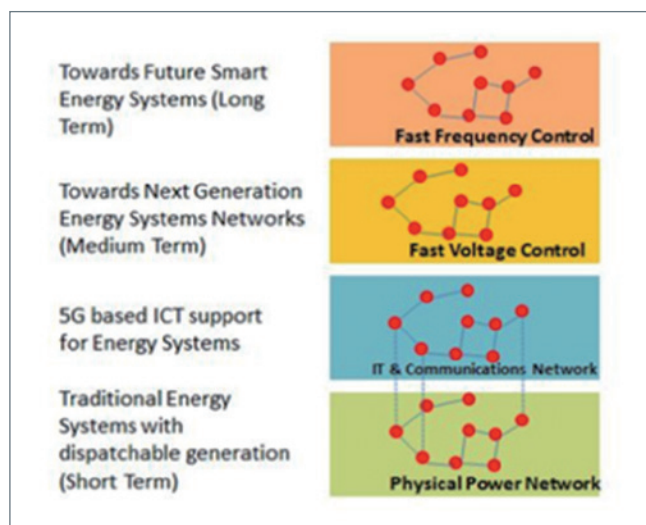 Towards Future Smart
Energy Systems (Long
Term)
Fast Frequency Control
Towards Next Generation
Energy Systems Networks
(Medium Term)
Fast Voltage Control
5G based ICT support
for Energy Systems
IT & Communications Network
Traditional Energy
Systems with
dispatchable generation
(Short Term)
Physical Power Network